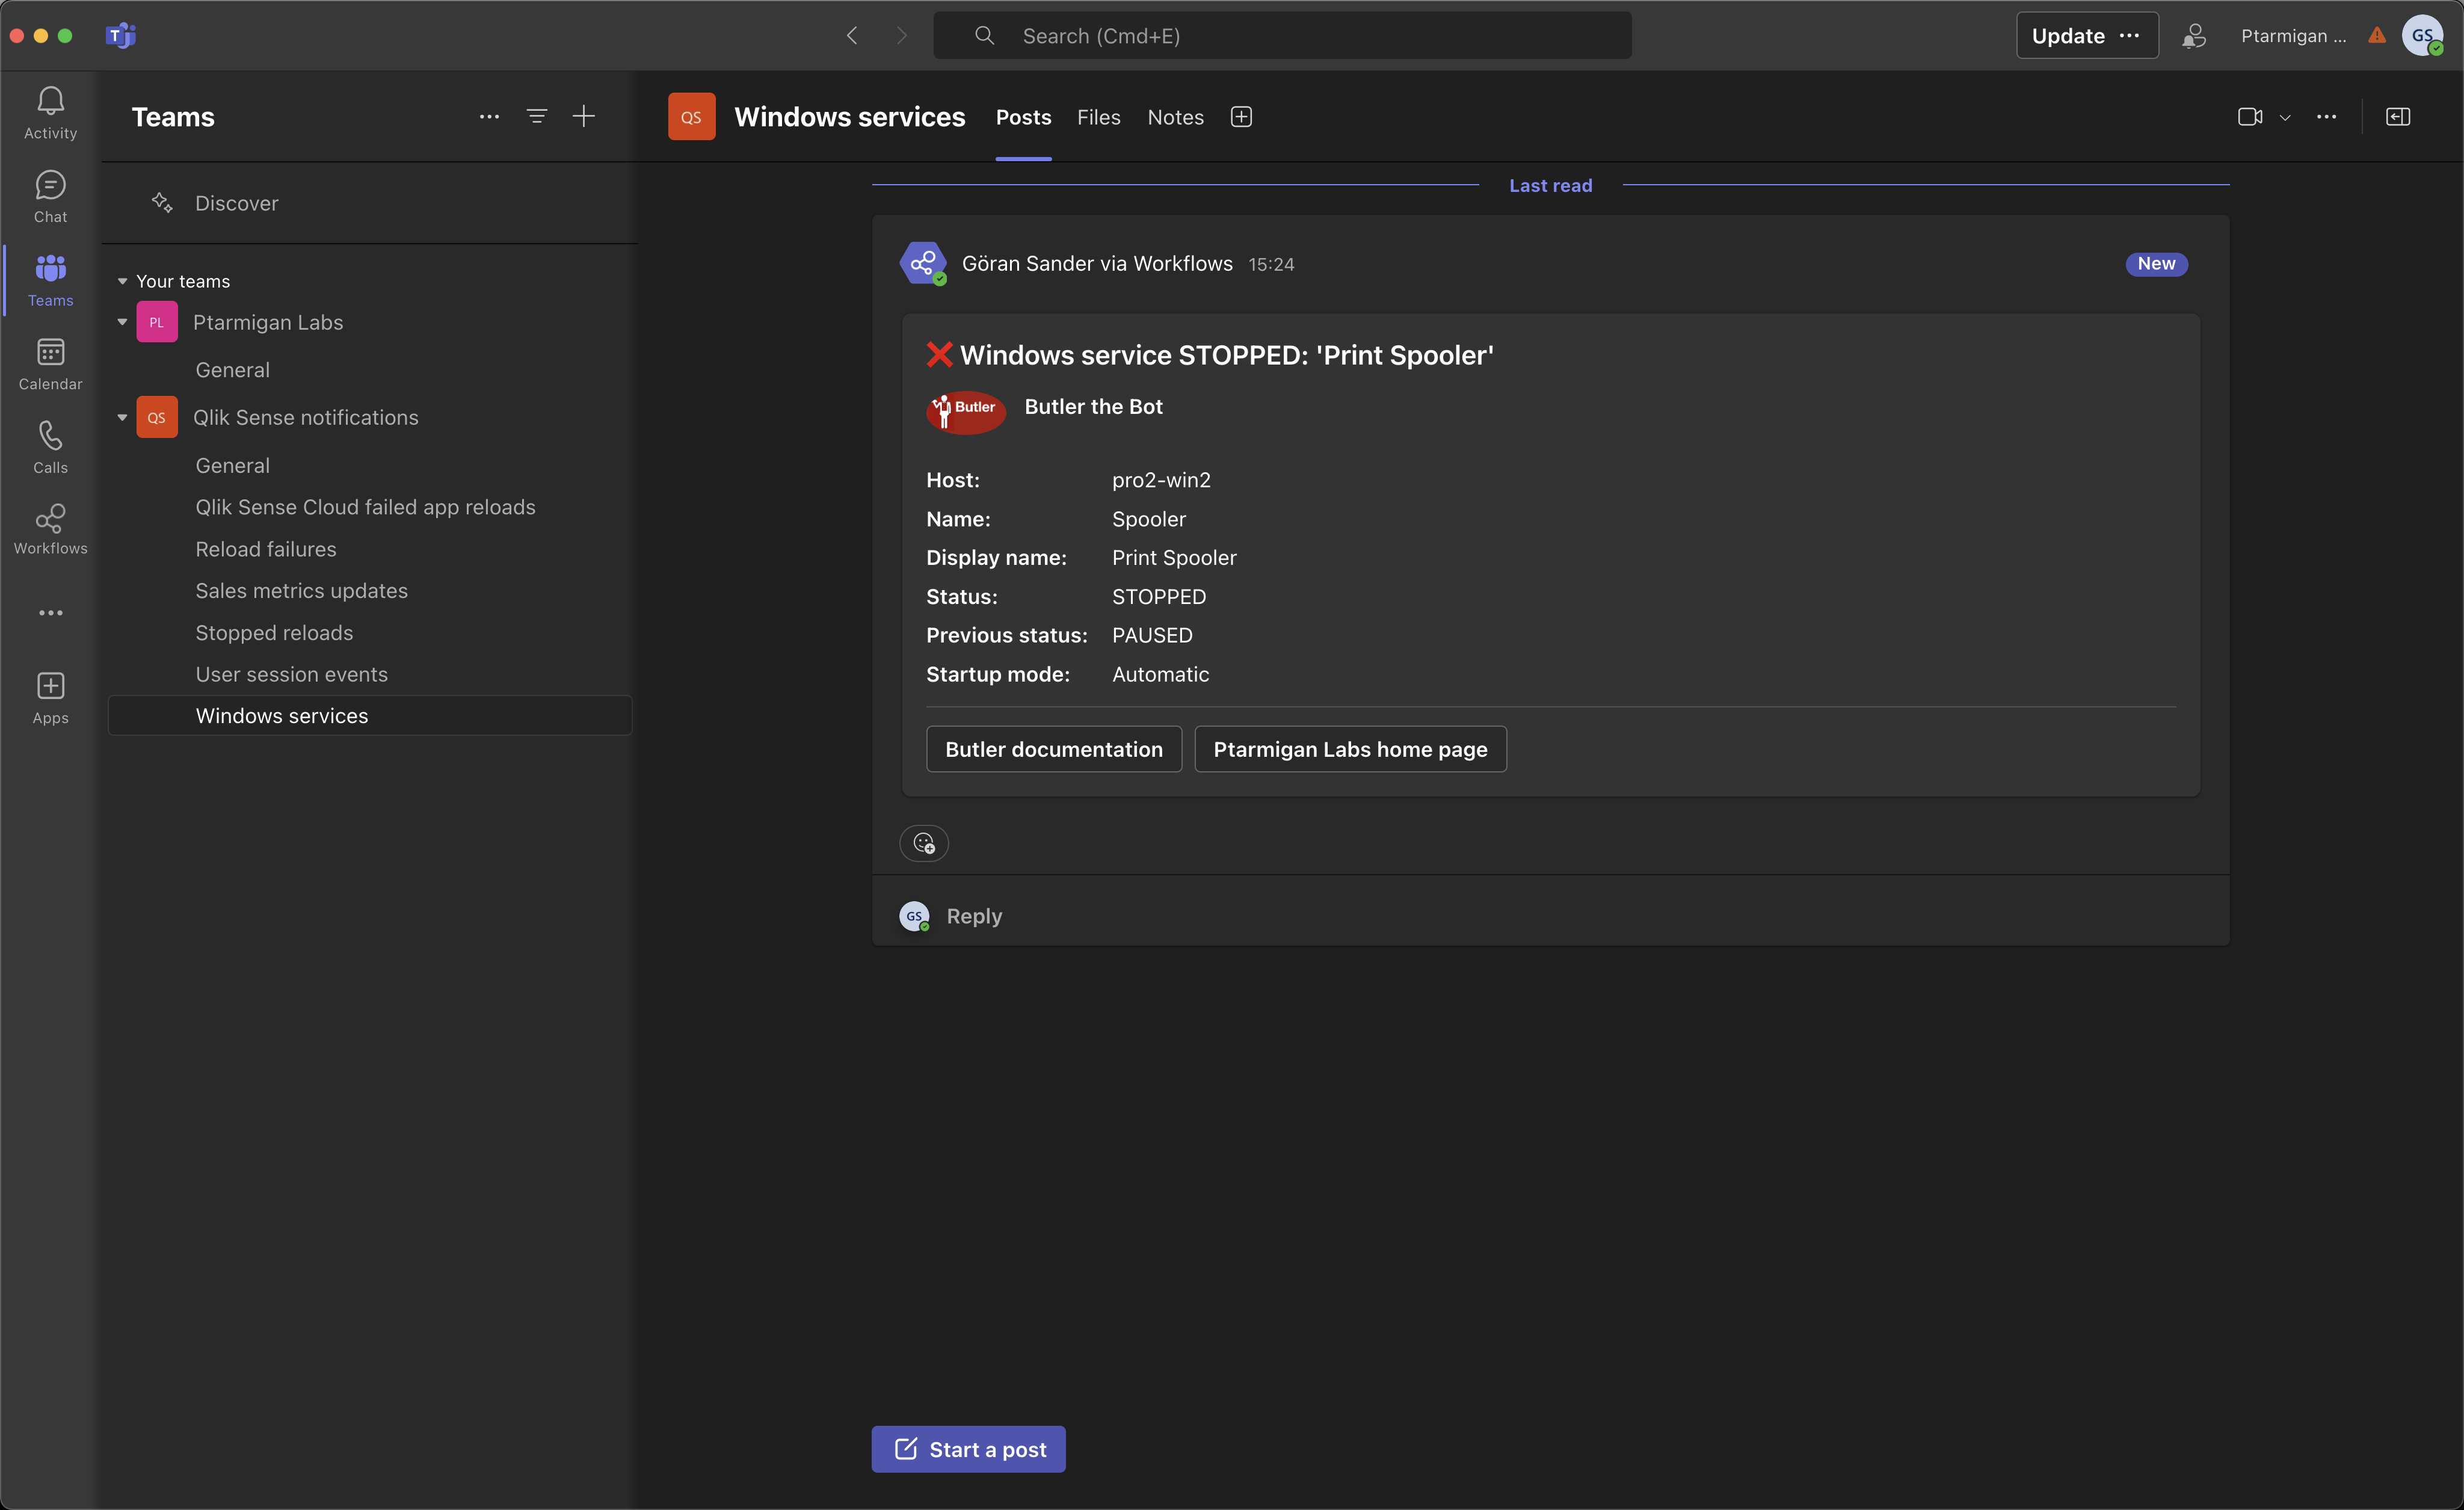 Search (Cmd+E)
Update
Ptarmigan ...
GS
Activity
Chat
Teams
Calendar
Calls
Workflows
Apps
Teams
Discover
Your teams
PL Ptarmigan Labs
General
QS Qlik Sense notifications
General
Qlik Sense Cloud failed app reloads
Reload failures
Sales metrics updates
Stopped reloads
User session events
Windows services
QS Windows services Posts Files Notes
Last read
Göran Sander via Workflows 15:24 New
Windows service STOPPED: 'Print Spooler'
Butler Butler the Bot
Host: pro2-win2
Name: Spooler
Display name: Print Spooler
Status: STOPPED
Previous status: PAUSED
Startup mode: Automatic
Butler documentation Ptarmigan Labs home page
GS Reply
Start a post